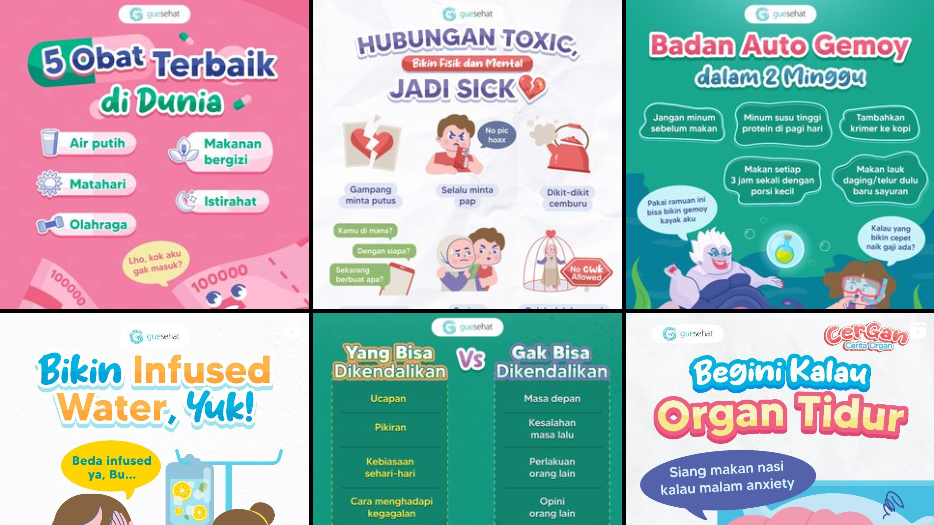 guesehat
5 Obat Terbaik
di Dunia
Air putih
Makanan
bergizi
Matahari
Istirahat
Olahraga
Lho, kok aku
gak masuk?
100000
100000
guesehat
HUBUNGAN TOXIC,
Bikin Fisik dan Mental
JADI SICK
No pic
hoax
Gampang
minta putus
Selalu minta
pap
Dikit-dikit
cemburu
Kamu di mana?
Dengan siapa?
Sekarang
berbuat apa?
No cwk
Allowed
guesehat
Badan Auto Gemoy
dalam 2 Minggu
Jangan minum
sebelum makan
Minum susu tinggi
protein di pagi hari
Tambahkan
krimer ke kopi
Makan setiap
3 jam sekali dengan
porsi kecil
Makan lauk
daging/telur dulu
baru sayuran
Pakai ramuan ini
bisa bikin gemoy
kayak aku
Kalau yang
bikin cepet
naik gaji ada?
guesehat
Bikin Infused
Water, Yuk!
Beda infused
ya, Bu...
guesehat
Yang Bisa
Dikendalikan
Vs
Gak Bisa
Dikendalikan
Ucapan
Masa depan
Pikiran
Kesalahan
masa lalu
Kebiasaan
sehari-hari
Perlakuan
orang lain
Cara menghadapi
kegagalan
Opini
orang lain
guesehat
CerGan
Cerita Organ
Begini Kalau
Organ Tidur
Siang makan nasi
kalau malam anxiety